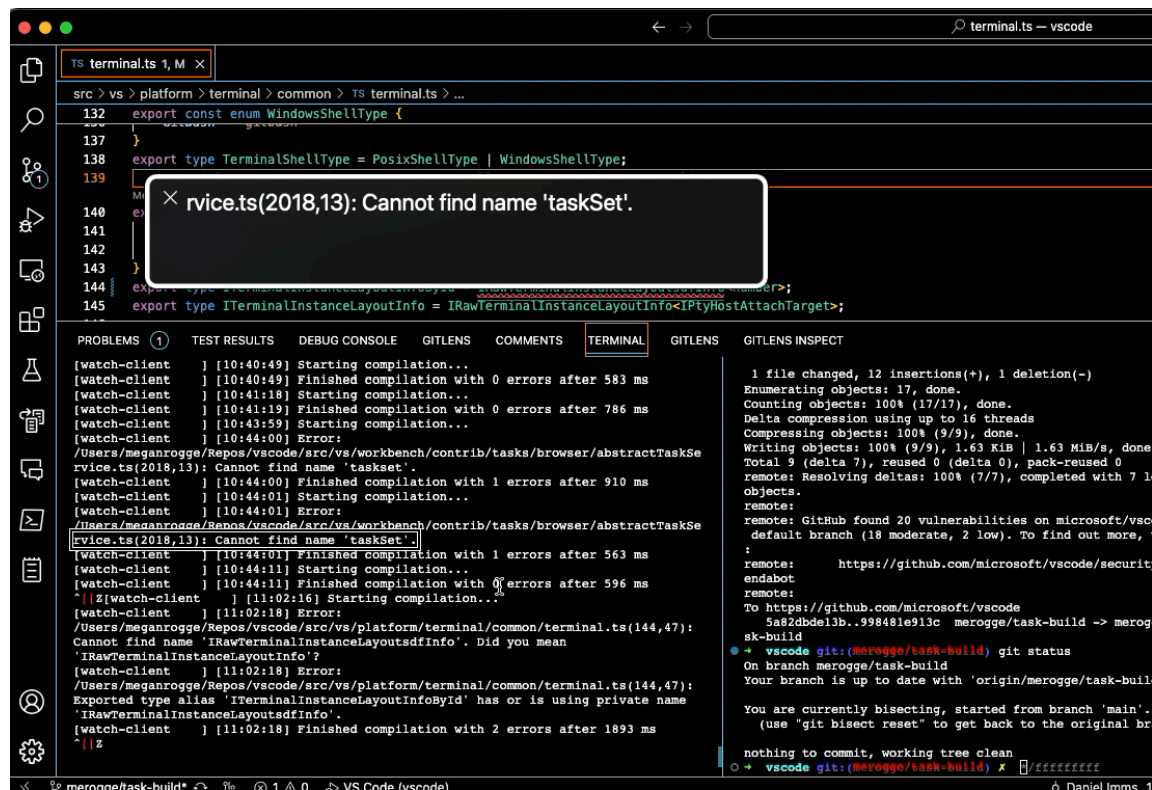 terminal.ts — vscode
TS terminal.ts 1, M
src > vs > platform > terminal > common > TS terminal.ts > ...
132 export const enum WindowsShellType {
137 }
138 export type TerminalShellType = PosixShellType | WindowsShellType;
139
rvice.ts(2018,13): Cannot find name 'taskSet'.
140
141
142
143 }
144
145 export type ITerminalInstanceLayoutInfo = IRawTerminalInstanceLayoutInfo<IPtyHostAttachTarget>;
PROBLEMS 1 TEST RESULTS DEBUG CONSOLE GITLENS COMMENTS TERMINAL GITLENS GITLENS INSPECT
[watch-client    ] [10:40:49] Starting compilation...
[watch-client    ] [10:40:49] Finished compilation with 0 errors after 583 ms
[watch-client    ] [10:41:18] Starting compilation...
[watch-client    ] [10:41:19] Finished compilation with 0 errors after 786 ms
[watch-client    ] [10:43:59] Starting compilation...
[watch-client    ] [10:44:00] Error:
/Users/meganrogge/Repos/vscode/src/vs/workbench/contrib/tasks/browser/abstractTaskSe
rvice.ts(2018,13): Cannot find name 'taskset'.
[watch-client    ] [10:44:00] Finished compilation with 1 errors after 910 ms
[watch-client    ] [10:44:01] Starting compilation...
[watch-client    ] [10:44:01] Error:
/Users/meganrogge/Repos/vscode/src/vs/workbench/contrib/tasks/browser/abstractTaskSe
rvice.ts(2018,13): Cannot find name 'taskSet'.
[watch-client    ] [10:44:01] Finished compilation with 1 errors after 563 ms
[watch-client    ] [10:44:11] Starting compilation...
[watch-client    ] [10:44:11] Finished compilation with 0 errors after 596 ms
^[[Z[watch-client    ] [11:02:16] Starting compilation...
[watch-client    ] [11:02:18] Error:
/Users/meganrogge/Repos/vscode/src/vs/platform/terminal/common/terminal.ts(144,47):
Cannot find name 'IRawTerminalInstanceLayoutsdfInfo'. Did you mean
'IRawTerminalInstanceLayoutInfo'?
[watch-client    ] [11:02:18] Error:
/Users/meganrogge/Repos/vscode/src/vs/platform/terminal/common/terminal.ts(144,47):
Exported type alias 'ITerminalInstanceLayoutInfoById' has or is using private name
'IRawTerminalInstanceLayoutsdfInfo'.
[watch-client    ] [11:02:18] Finished compilation with 2 errors after 1893 ms
^[[Z
1 file changed, 12 insertions(+), 1 deletion(-)
Enumerating objects: 17, done.
Counting objects: 100% (17/17), done.
Delta compression using up to 16 threads
Compressing objects: 100% (9/9), done.
Writing objects: 100% (9/9), 1.63 KiB | 1.63 MiB/s, done
Total 9 (delta 7), reused 0 (delta 0), pack-reused 0
remote: Resolving deltas: 100% (7/7), completed with 7
objects.
remote:
remote: GitHub found 20 vulnerabilities on microsoft/vsc
default branch (18 moderate, 2 low). To find out more,
:
remote:      https://github.com/microsoft/vscode/security
endabot
remote:
To https://github.com/microsoft/vscode
5a82dbde13b..998481e913c  merogge/task-build -> merog
sk-build
➜  vscode git:(merogge/task-build) git status
On branch merogge/task-build
Your branch is up to date with 'origin/merogge/task-buil
You are currently bisecting, started from branch 'main'.
(use "git bisect reset" to get back to the original br
nothing to commit, working tree clean
➜  vscode git:(merogge/task-build) ✗ /fffffffff
merogge/task-build* 1 0 VS Code (vscode) Daniel Imms, 1